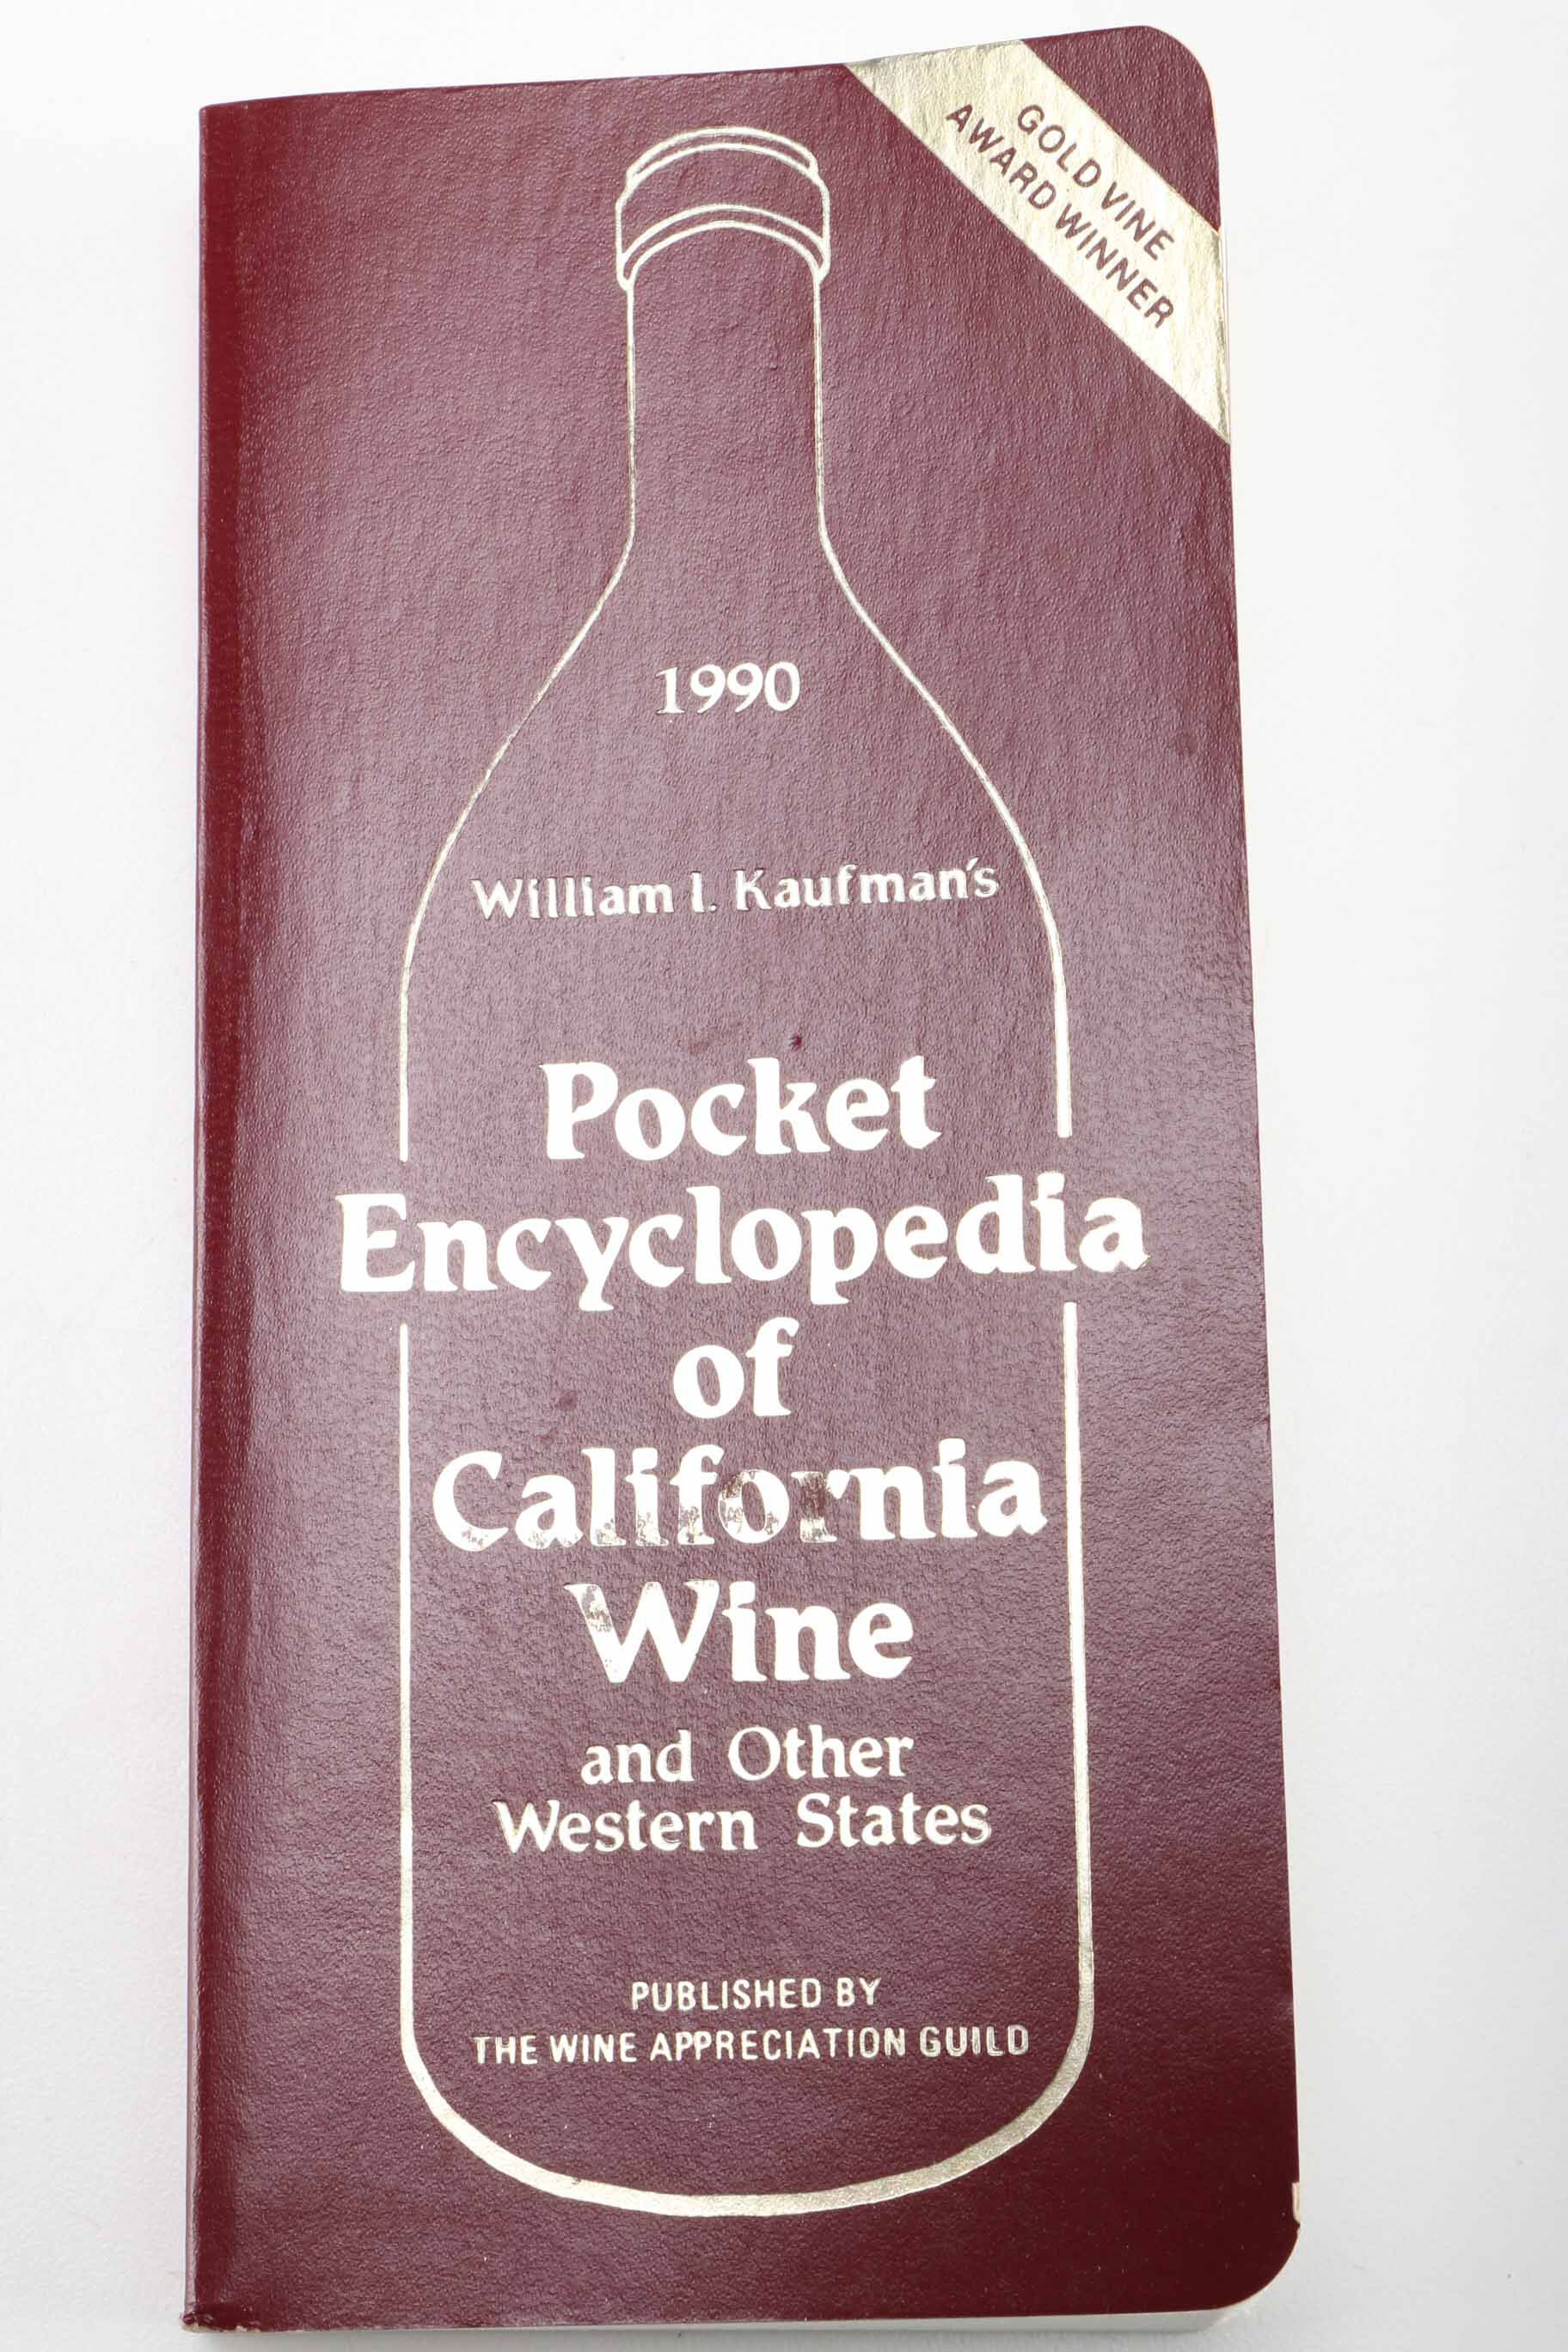 GOLD VINE
AWARD WINNER
1990
William I. Kaufman's
Pocket
Encyclopedia
of
California
Wine
and Other
Western States
PUBLISHED BY
THE WINE APPRECIATION GUILD